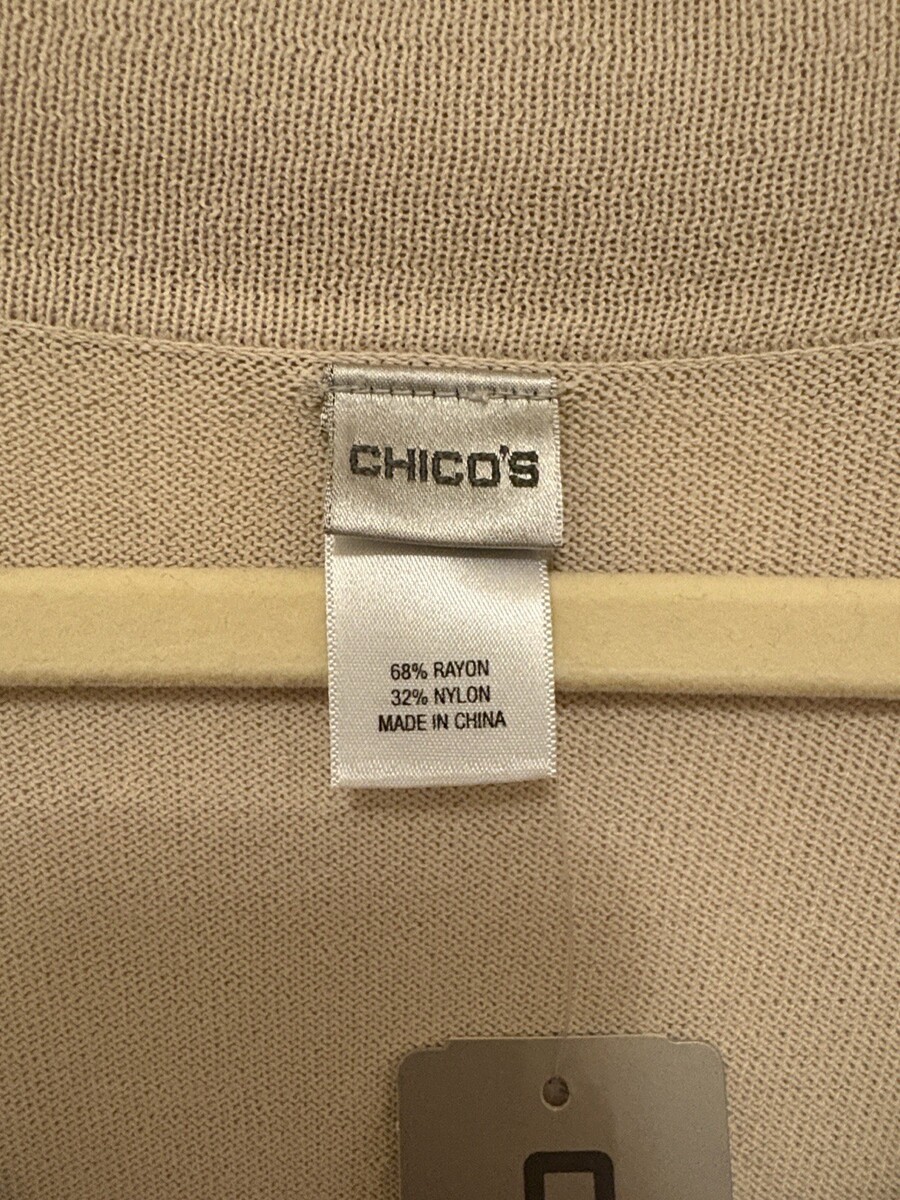 CHICO'S
68% RAYON
32% NYLON
MADE IN CHINA